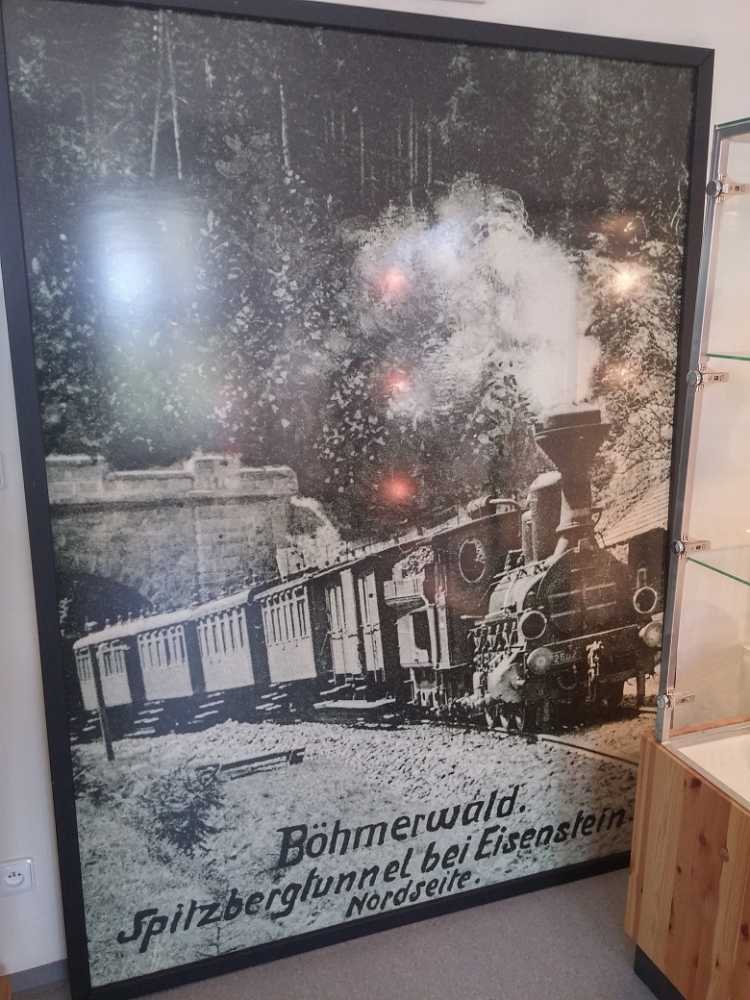 Böhmerwald.
Spitzbergtunnel bei Eisenstein
Nordseite.